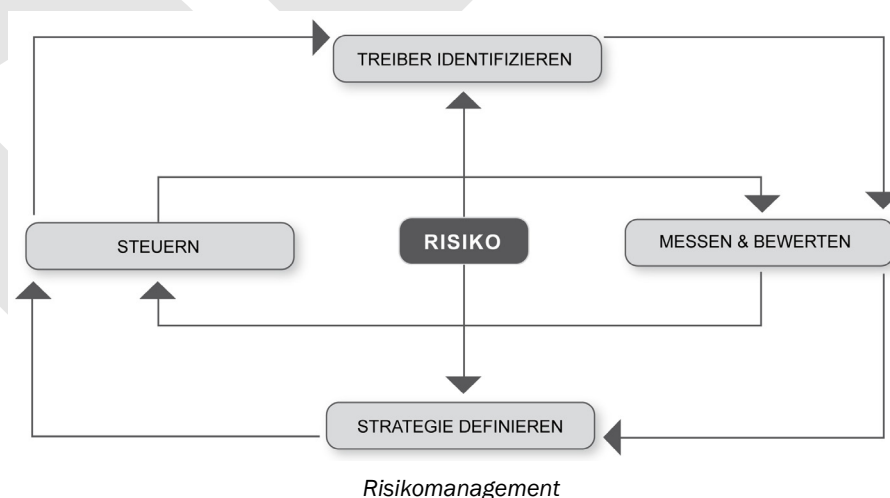 TREIBER IDENTIFIZIEREN
STEUERN
RISIKO
MESSEN & BEWERTEN
STRATEGIE DEFINIEREN
Risikomanagement